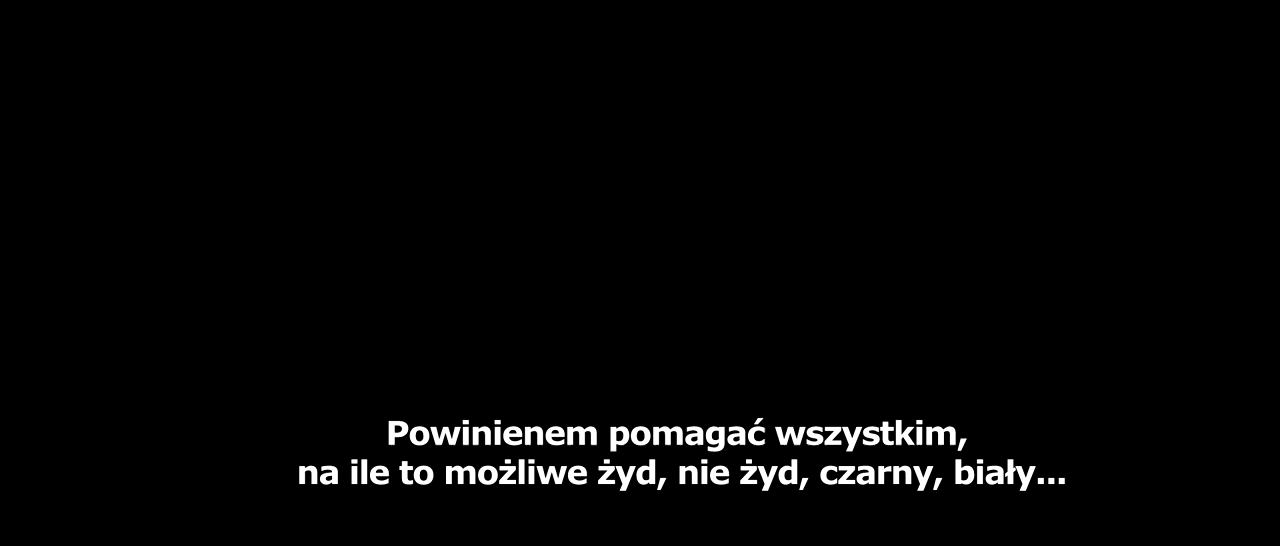 Powinienem pomagać wszystkim,
na ile to możliwe żyd, nie żyd, czarny, biały...